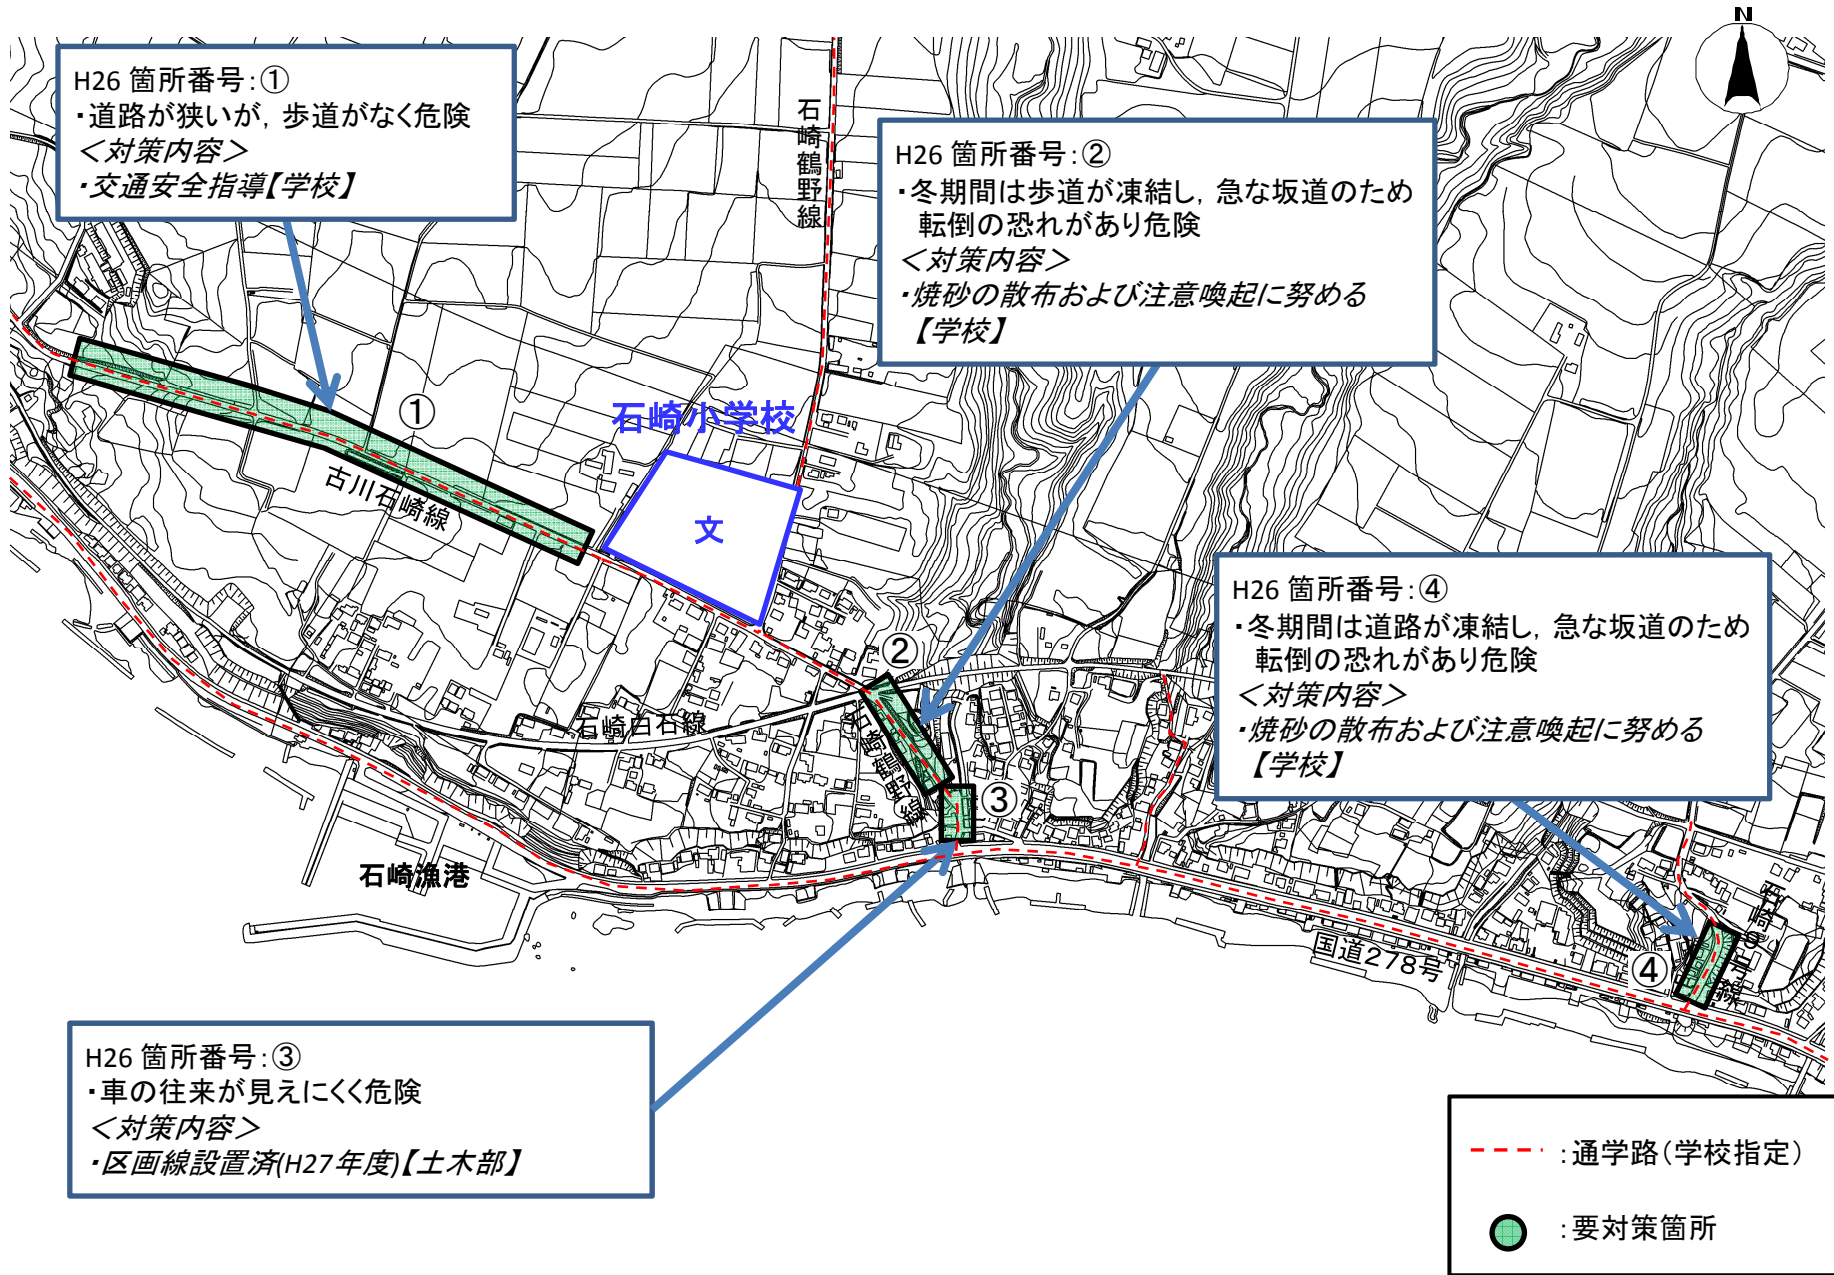 N
H26 箇所番号：①
・道路が狭いが，歩道がなく危険
＜対策内容＞
・交通安全指導【学校】
石崎鶴野線
H26 箇所番号：②
・冬期間は歩道が凍結し，急な坂道のため
転倒の恐れがあり危険
＜対策内容＞
・焼砂の散布および注意喚起に努める
【学校】
①
石崎小学校
文
古川石崎線
H26 箇所番号：④
・冬期間は道路が凍結し，急な坂道のため
転倒の恐れがあり危険
＜対策内容＞
・焼砂の散布および注意喚起に努める
【学校】
②
石崎白石線
石崎鶴野線
③
石崎漁港
国道２７８号
④
石崎９号線
H26 箇所番号：③
・車の往来が見えにくく危険
＜対策内容＞
・区画線設置済(H27年度)【土木部】
：通学路（学校指定）
：要対策箇所